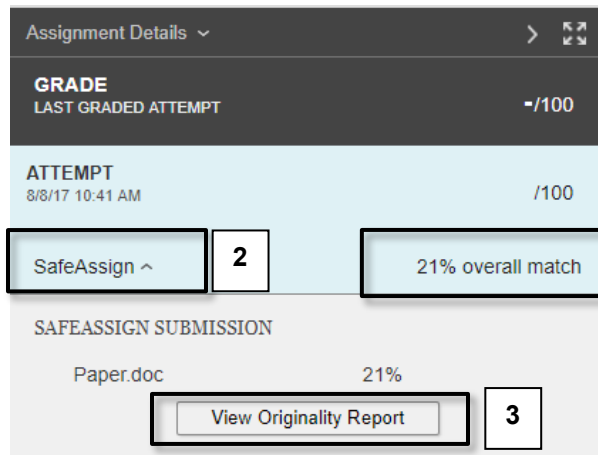 Assignment Details
GRADE
LAST GRADED ATTEMPT
-/100
ATTEMPT
8/8/17 10:41 AM
/100
SafeAssign
2
21% overall match
SAFEASSIGN SUBMISSION
Paper.doc 21%
View Originality Report
3